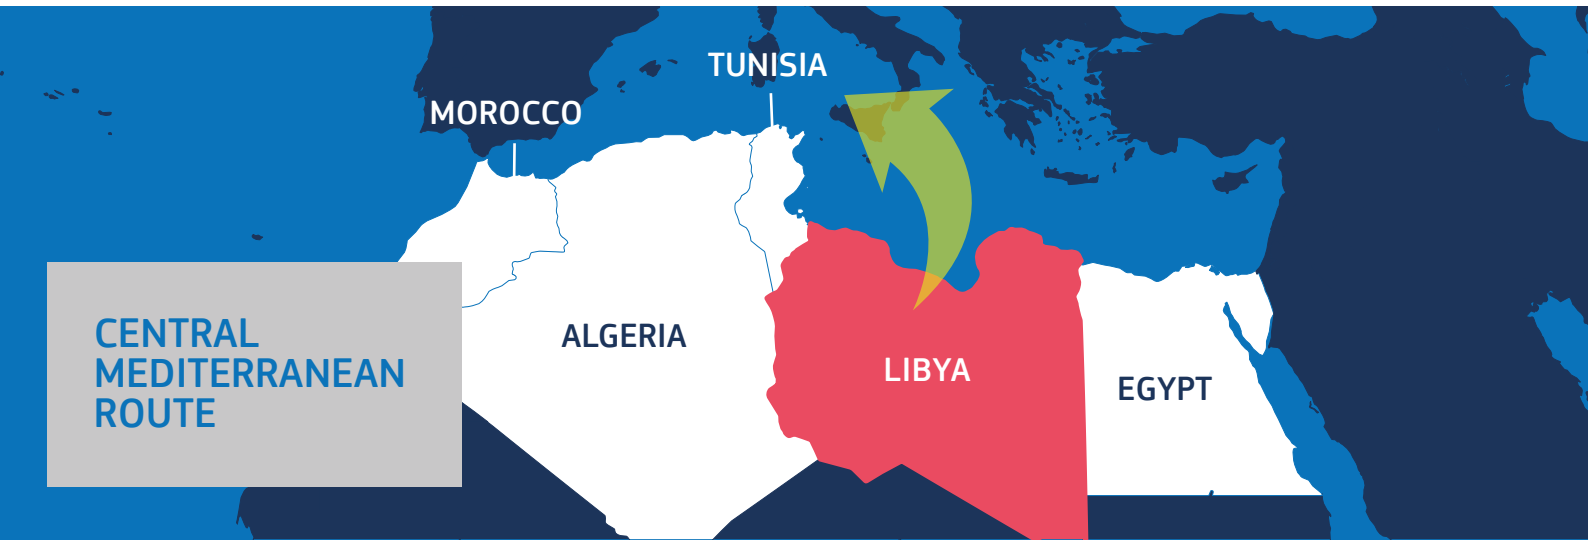 TUNISIA
MOROCCO
CENTRAL
MEDITERRANEAN
ROUTE
ALGERIA
LIBYA
EGYPT